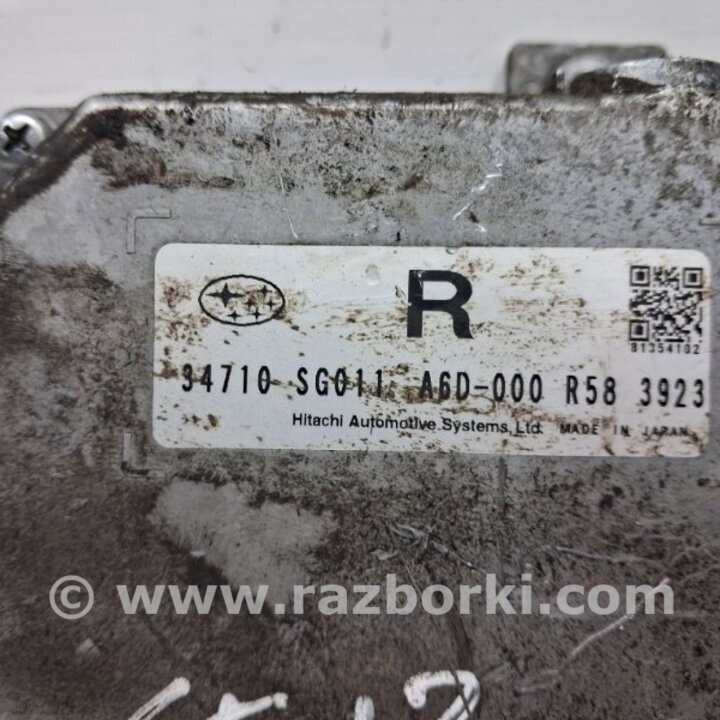 R
81354102
34710 SG011 A6D-000 R58 3923
Hitachi Automotive Systems, Ltd. MADE IN JAPAN
© www.razborki.com